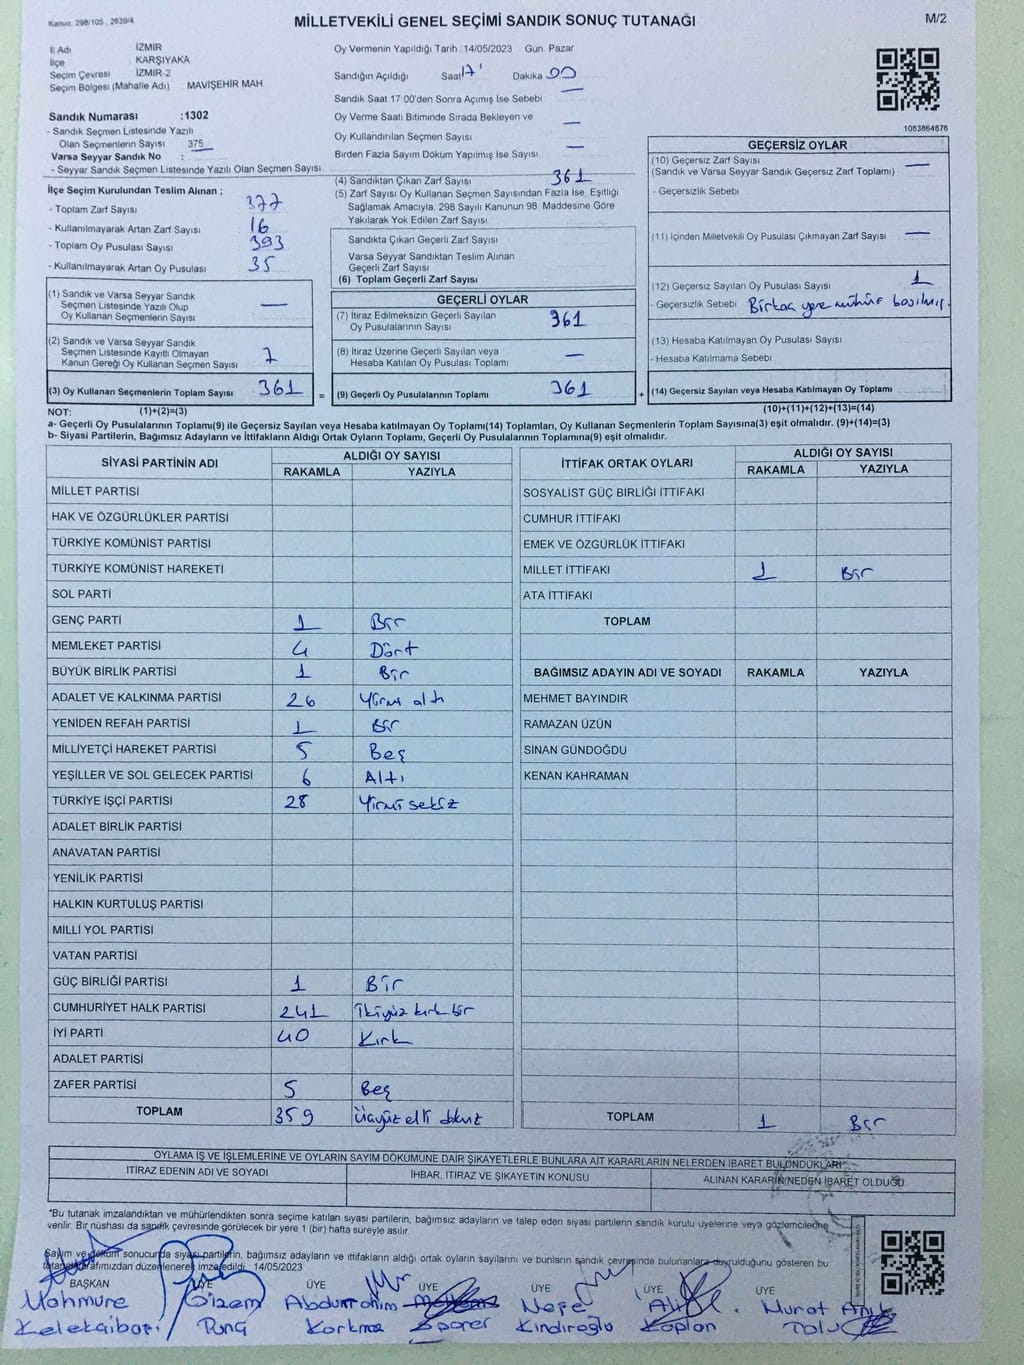 Kanun, 298/105 , 2839/4
MİLLETVEKİLİ GENEL SEÇİMİ SANDIK SONUÇ TUTANAĞI
M/2
İl Adı İZMİR
İlçe KARŞIYAKA
Seçim Çevresi İZMİR-2
Seçim Bölgesi (Mahalle Adı) MAVİŞEHİR MAH
Sandık Numarası :1302
- Sandık Seçmen Listesinde Yazılı
Olan Seçmenlerin Sayısı 375
Varsa Seyyar Sandık No :
- Seyyar Sandık Seçmen Listesinde Yazılı Olan Seçmen Sayısı
Oy Vermenin Yapıldığı Tarih :14/05/2023 Gün: Pazar
Sandığın Açıldığı Saat 17 Dakika 00
Sandık Saat 17:00'den Sonra Açımış İse Sebebi —
Oy Verme Saati Bitiminde Sırada Bekleyen ve
Oy Kullandırılan Seçmen Sayısı —
Birden Fazla Sayım Döküm Yapılmış İse Sayısı —
1083864876
İlçe Seçim Kurulundan Teslim Alınan :
- Toplam Zarf Sayısı 377
- Kullanılmayarak Artan Zarf Sayısı 16
- Toplam Oy Pusulası Sayısı 393
- Kullanılmayarak Artan Oy Pusulası 35
(4) Sandıktan Çıkan Zarf Sayısı 361
(5) Zarf Sayısı Oy Kullanan Seçmen Sayısından Fazla İse, Eşitliği
Sağlamak Amacıyla, 298 Sayılı Kanunun 98. Maddesine Göre
Yakılarak Yok Edilen Zarf Sayısı
Sandıkta Çıkan Geçerli Zarf Sayısı
Varsa Seyyar Sandıktan Teslim Alınan
Geçerli Zarf Sayısı
(6) Toplam Geçerli Zarf Sayısı
GEÇERSİZ OYLAR
(10) Geçersiz Zarf Sayısı
(Sandık ve Varsa Seyyar Sandık Geçersiz Zarf Toplamı) —
- Geçersizlik Sebebi
(11) İçinden Milletvekili Oy Pusulası Çıkmayan Zarf Sayısı —
(12) Geçersiz Sayılan Oy Pusulası Sayısı 1
- Geçersizlik Sebebi Birkaç yere mühür basılmış.
(13) Hesaba Katılmayan Oy Pusulası Sayısı
- Hesaba Katılmama Sebebi
(14) Geçersiz Sayılan veya Hesaba Katılmayan Oy Toplamı
(1) Sandık ve Varsa Seyyar Sandık
Seçmen Listesinde Yazılı Olup
Oy Kullanan Seçmenlerin Sayısı —
(2) Sandık ve Varsa Seyyar Sandık
Seçmen Listesinde Kayıtlı Olmayan
Kanun Gereği Oy Kullanan Seçmen Sayısı 7
(3) Oy Kullanan Seçmenlerin Toplam Sayısı 361
GEÇERLİ OYLAR
(7) İtiraz Edilmeksizin Geçerli Sayılan
Oy Pusulalarının Sayısı 361
(8) İtiraz Üzerine Geçerli Sayılan veya
Hesaba Katılan Oy Pusulası Toplamı —
= (9) Geçerli Oy Pusulalarının Toplamı 361 +
NOT: (1)+(2)=(3)
(10)+(11)+(12)+(13)=(14)
a- Geçerli Oy Pusulalarının Toplamı(9) ile Geçersiz Sayılan veya Hesaba katılmayan Oy Toplamı(14) Toplamları, Oy Kullanan Seçmenlerin Toplam Sayısına(3) eşit olmalıdır. (9)+(14)=(3)
b- Siyasi Partilerin, Bağımsız Adayların ve İttifakların Aldığı Ortak Oyların Toplamı, Geçerli Oy Pusulalarının Toplamına(9) eşit olmalıdır.
SİYASİ PARTİNİN ADI ALDIĞI OY SAYISI
RAKAMLA YAZIYLA
MİLLET PARTİSİ
HAK VE ÖZGÜRLÜKLER PARTİSİ
TÜRKİYE KOMÜNİST PARTİSİ
TÜRKİYE KOMÜNİST HAREKETİ
SOL PARTİ
GENÇ PARTİ 1 Bir
MEMLEKET PARTİSİ 4 Dört
BÜYÜK BİRLİK PARTİSİ 1 Bir
ADALET VE KALKINMA PARTİSİ 26 Yirmi altı
YENİDEN REFAH PARTİSİ 1 Bir
MİLLİYETÇİ HAREKET PARTİSİ 5 Beş
YEŞİLLER VE SOL GELECEK PARTİSİ 6 Altı
TÜRKİYE İŞÇİ PARTİSİ 28 Yirmi sekiz
ADALET BİRLİK PARTİSİ
ANAVATAN PARTİSİ
YENİLİK PARTİSİ
HALKIN KURTULUŞ PARTİSİ
MİLLİ YOL PARTİSİ
VATAN PARTİSİ
GÜÇ BİRLİĞİ PARTİSİ 1 Bir
CUMHURİYET HALK PARTİSİ 241 İkiyüz kırk bir
İYİ PARTİ 40 Kırk
ADALET PARTİSİ
ZAFER PARTİSİ 5 Beş
TOPLAM 359 Üçyüz elli dokuz
İTTİFAK ORTAK OYLARI ALDIĞI OY SAYISI
RAKAMLA YAZIYLA
SOSYALİST GÜÇ BİRLİĞİ İTTİFAKI
CUMHUR İTTİFAKI
EMEK VE ÖZGÜRLÜK İTTİFAKI
MİLLET İTTİFAKI 1 Bir
ATA İTTİFAKI
TOPLAM
BAĞIMSIZ ADAYIN ADI VE SOYADI RAKAMLA YAZIYLA
MEHMET BAYINDIR
RAMAZAN ÜZÜN
SİNAN GÜNDOĞDU
KENAN KAHRAMAN
TOPLAM 1 Bir
OYLAMA İŞ VE İŞLEMLERİNE VE OYLARIN SAYIM DÖKÜMÜNE DAİR ŞİKAYETLERLE BUNLARA AİT KARARLARIN NELERDEN İBARET BULUNDUKLARI
İTİRAZ EDENİN ADI VE SOYADI İHBAR, İTİRAZ VE ŞİKAYETİN KONUSU ALINAN KARARIN NEDEN İBARET OLDUĞU
"Bu tutanak imzalandıktan ve mühürlendikten sonra seçime katılan siyasi partilerin, bağımsız adayların ve talep eden siyasi partilerin sandık kurulu üyelerine veya gözlemcilerine
verilir. Bir nüshası da sandık çevresinde görülecek bir yere 1 (bir) hafta süreyle asılır
Sayım ve döküm sonucunda siyasi partilerin, bağımsız adayların ve ittifakların aldığı ortak oyların sayılarını ve bunların sandık çevresinde bulunanlara duyrulduğunu gösteren bu
tutanak tarafımızdan düzenlenerek imza edildi. 14/05/2023
BAŞKAN ÜYE ÜYE ÜYE ÜYE ÜYE
Mahmure Gizem Abdurrahim Neşe Ali Murat
Korkmaz Kındıroğlu Kaplan